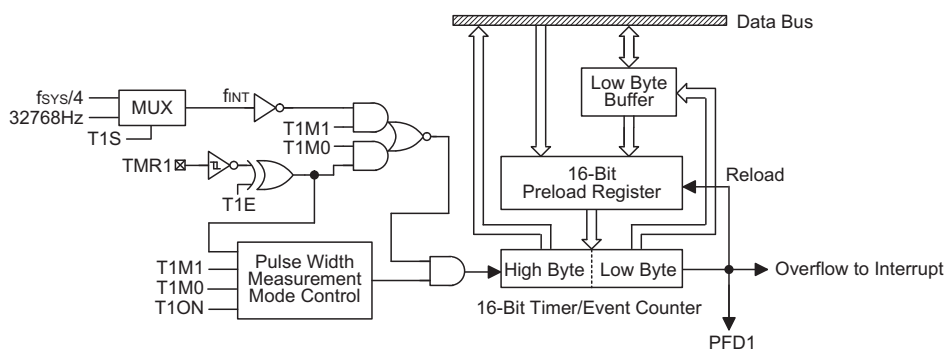 Data Bus
Low Byte
Buffer
fSYS/4
32768Hz
MUX
T1S
fINT
T1M1
T1M0
TMR1
T1E
16-Bit
Preload Register
Reload
T1M1
T1M0
T1ON
Pulse Width
Measurement
Mode Control
High Byte
Low Byte
Overflow to Interrupt
16-Bit Timer/Event Counter
PFD1